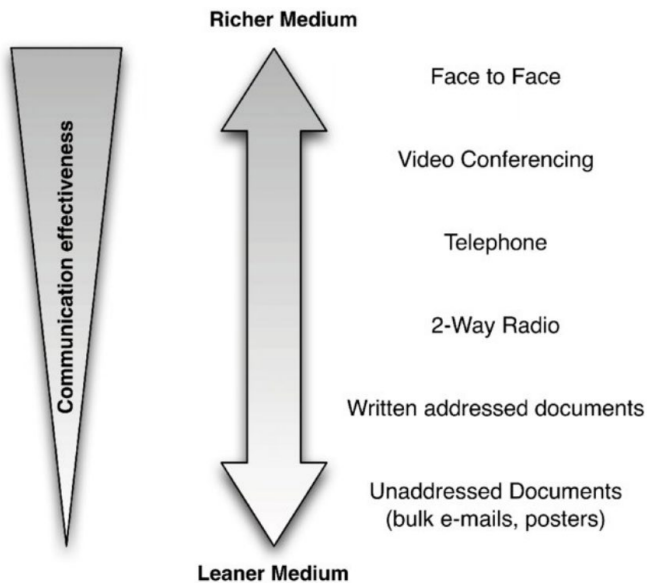 Richer Medium
Communication effectiveness
Face to Face
Video Conferencing
Telephone
2-Way Radio
Written addressed documents
Unaddressed Documents
(bulk e-mails, posters)
Leaner Medium